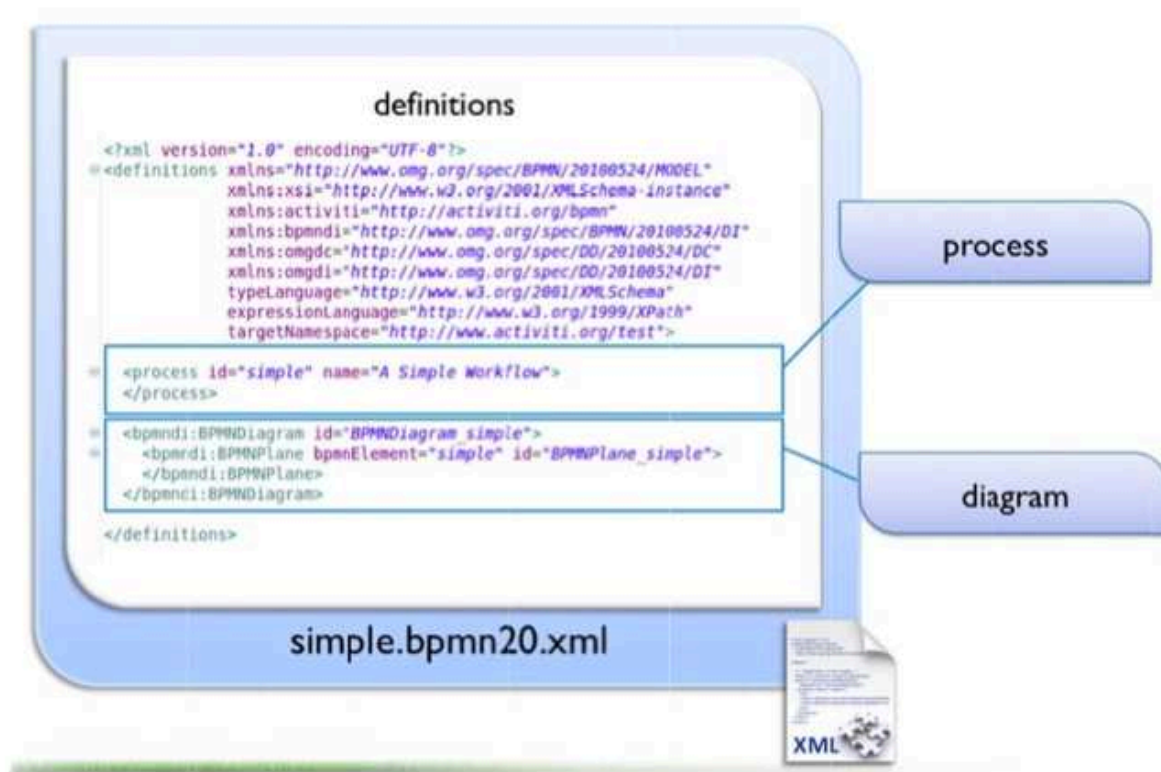 definitions
<?xml version="1.0" encoding="UTF-8"?>
<definitions xmlns="http://www.omg.org/spec/BPMN/20100524/MODEL"
xmlns:xsi="http://www.w3.org/2001/XMLSchema-instance"
xmlns:activiti="http://activiti.org/bpmn"
xmlns:bpmndi="http://www.omg.org/spec/BPMN/20100524/DI"
xmlns:omgdc="http://www.omg.org/spec/DD/20100524/DC"
xmlns:omgdi="http://www.omg.org/spec/DD/20100524/DI"
typeLanguage="http://www.w3.org/2001/XMLSchema"
expressionLanguage="http://www.w3.org/1999/XPath"
targetNamespace="http://www.activiti.org/test">
process
<process id="simple" name="A Simple Workflow">
</process>
<bpmndi:BPMNDiagram id="BPMNDiagram_simple">
<bpmndi:BPMNPlane bpmnElement="simple" id="BPMNPlane_simple">
</bpmndi:BPMNPlane>
</bpmndi:BPMNDiagram>
diagram
</definitions>
simple.bpmn20.xml
XML